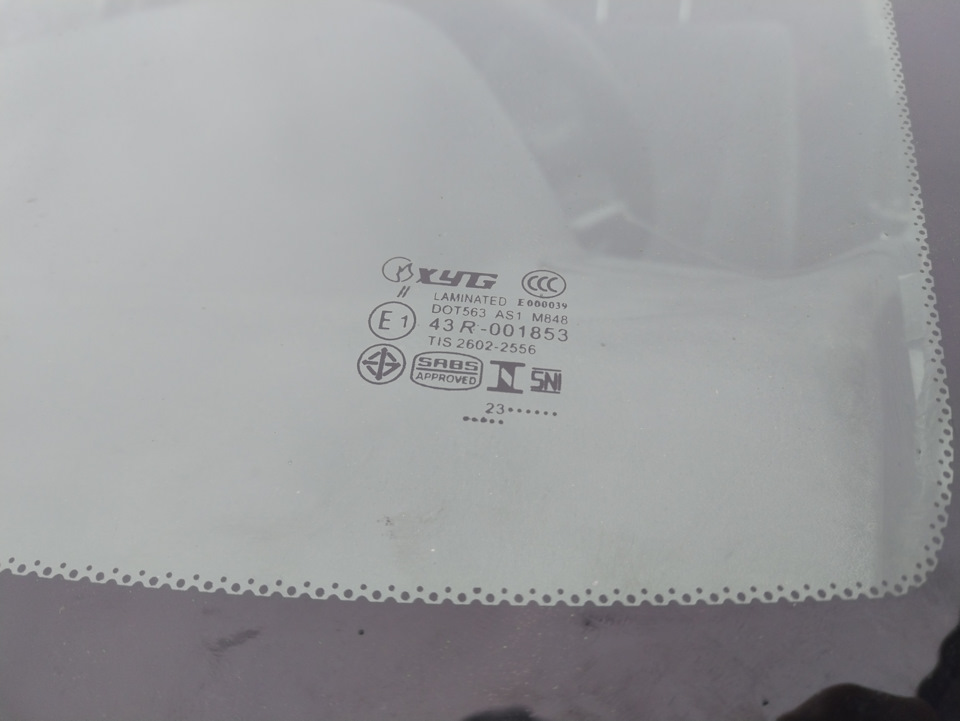 XYG CCC
LAMINATED E000039
DOT563 AS1 M848
E1 43R-001853
TIS 2602-2556
SABS APPROVED N SNI
23••••••